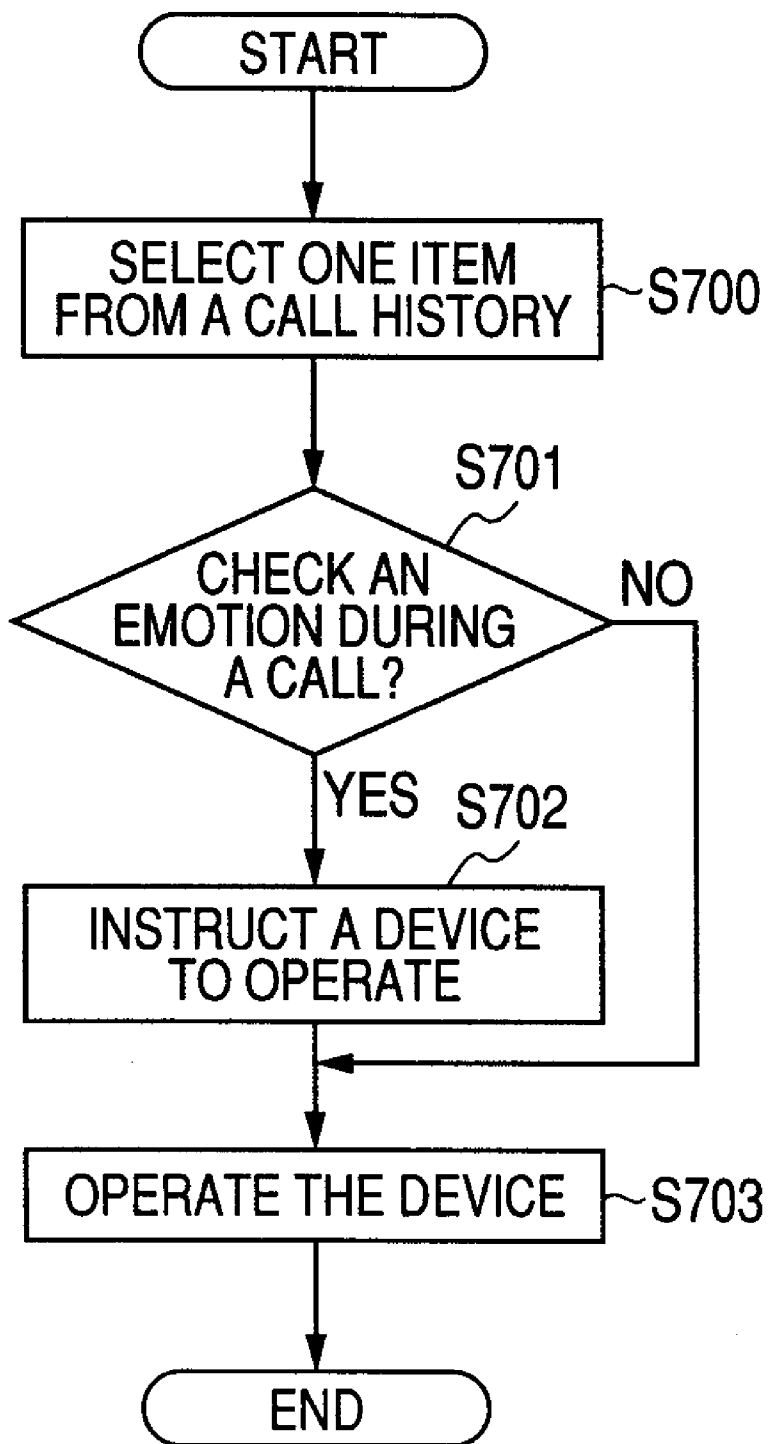 START
SELECT ONE ITEM
FROM A CALL HISTORY
S700
S701
CHECK AN
EMOTION DURING
A CALL?
NO
YES
S702
INSTRUCT A DEVICE
TO OPERATE
OPERATE THE DEVICE
S703
END